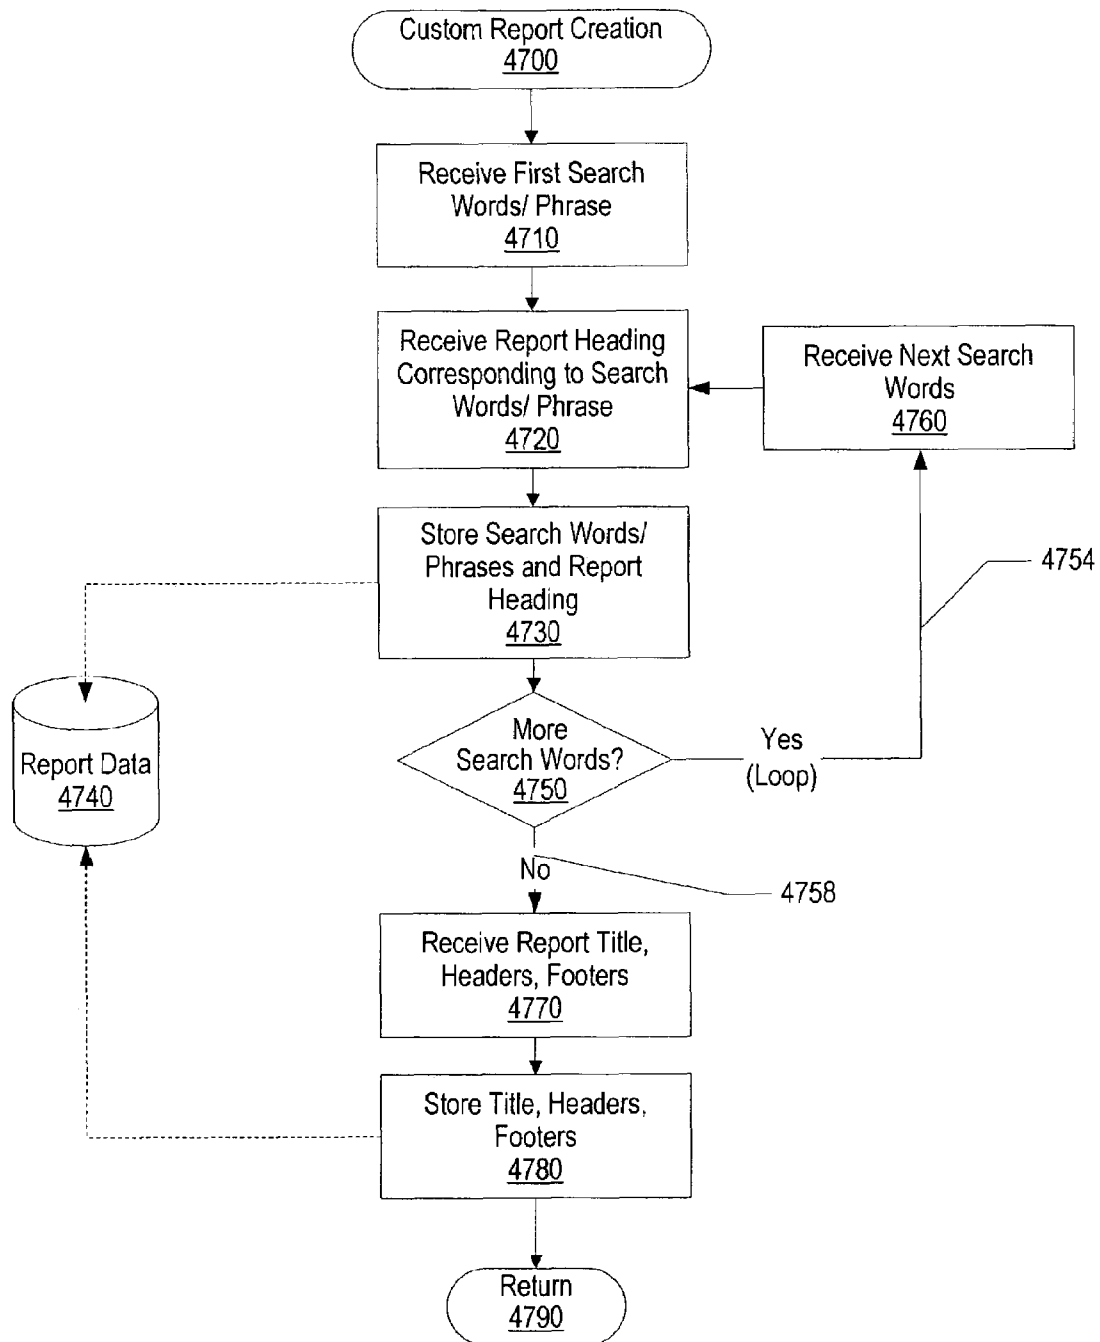 Custom Report Creation
4700
Receive First Search
Words/ Phrase
4710
Receive Report Heading
Corresponding to Search
Words/ Phrase
4720
Receive Next Search
Words
4760
Store Search Words/
Phrases and Report
Heading
4730
4754
Report Data
4740
More
Search Words?
4750
Yes
(Loop)
No
4758
Receive Report Title,
Headers, Footers
4770
Store Title, Headers,
Footers
4780
Return
4790